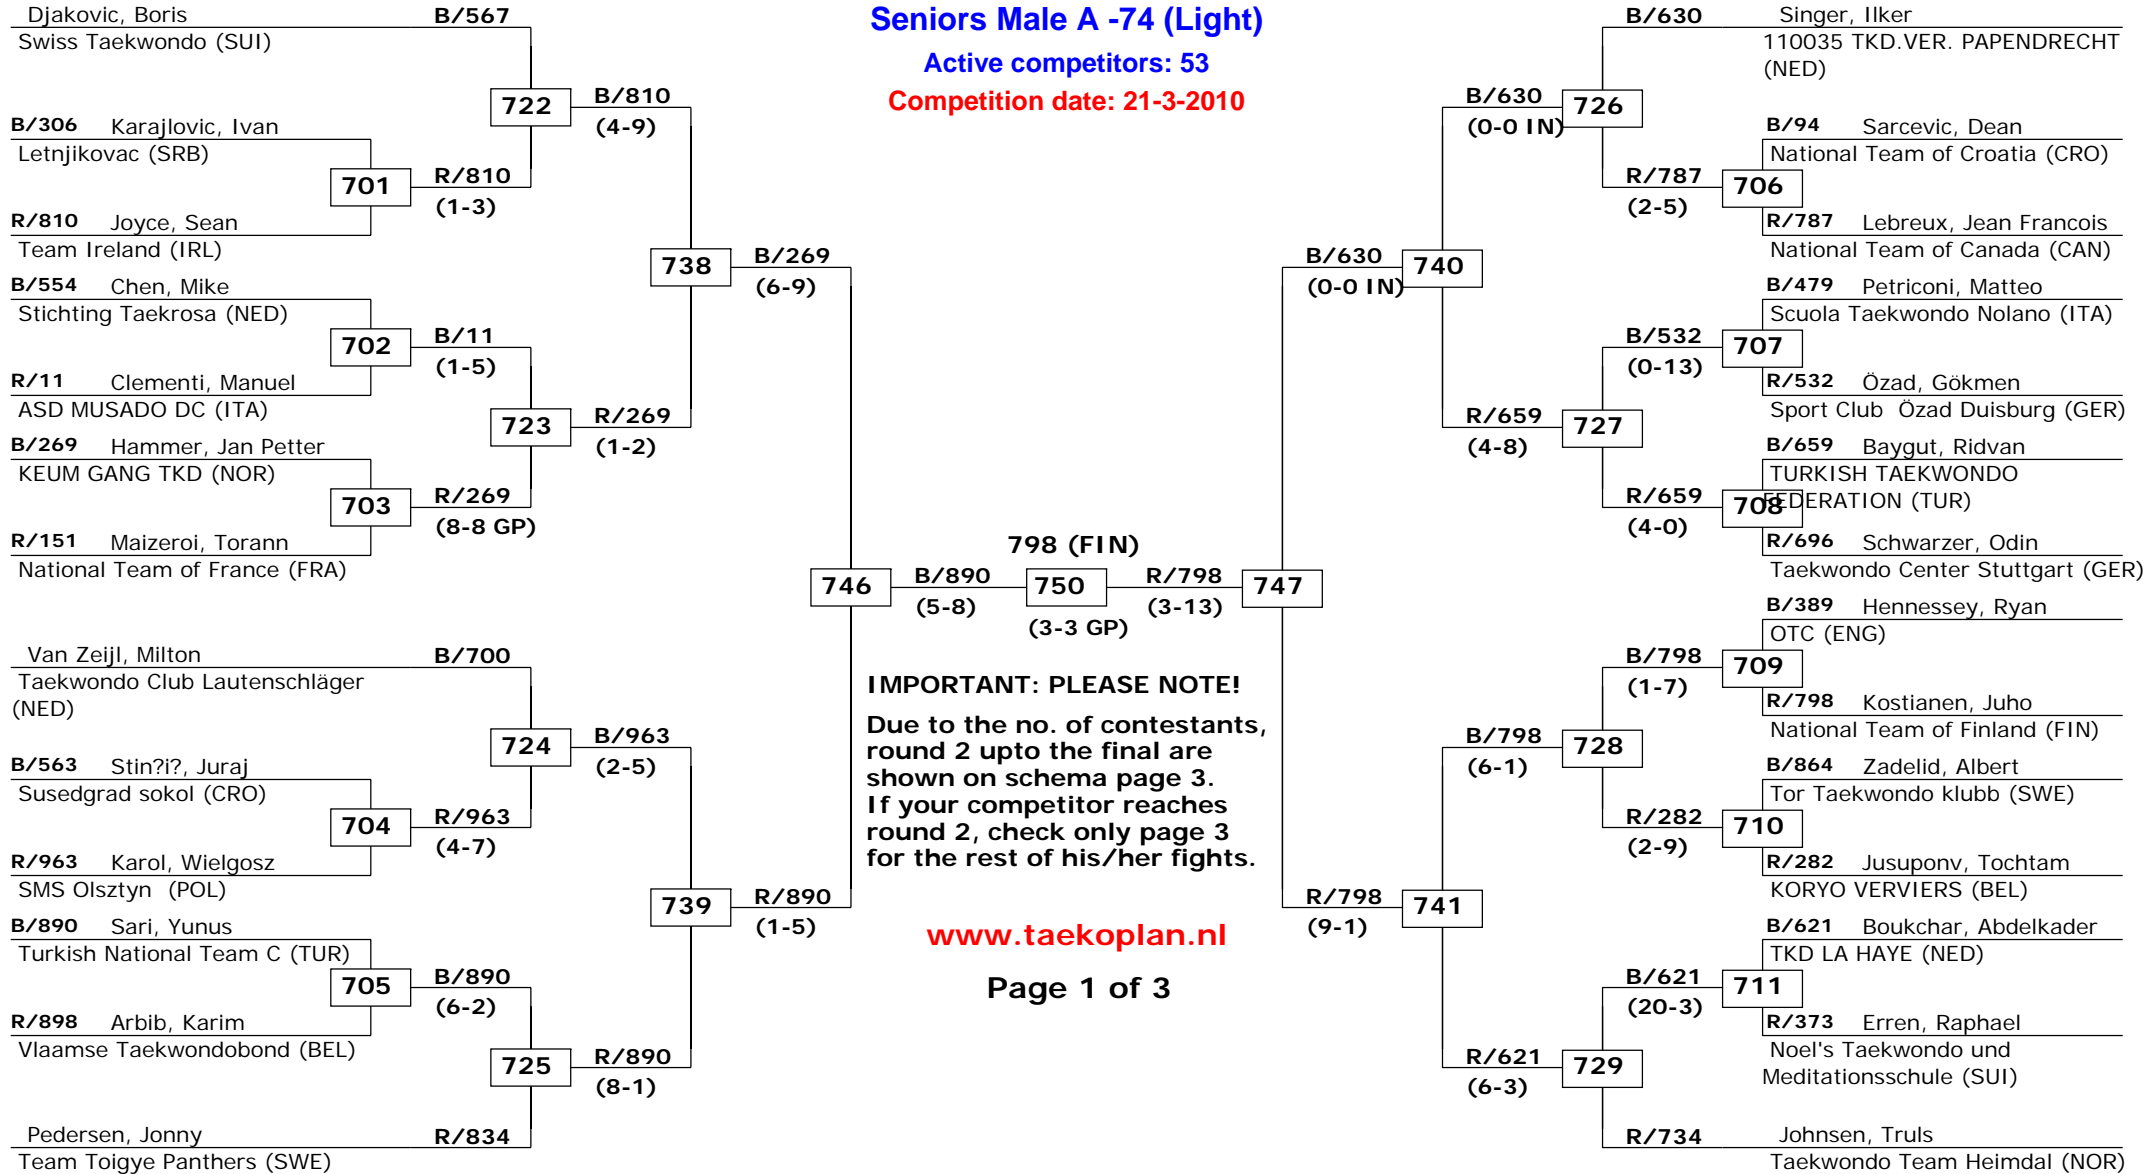 Seniors Male A -74 (Light)
Active competitors: 53
Competition date: 21-3-2010
Djakovic, Boris B/567
Swiss Taekwondo (SUI)
722
B/810
(4-9)
B/306 Karajlovic, Ivan
Letnjikovac (SRB)
701
R/810
(1-3)
R/810 Joyce, Sean
Team Ireland (IRL)
738
B/269
(6-9)
B/554 Chen, Mike
Stichting Taekrosa (NED)
702
B/11
(1-5)
R/11 Clementi, Manuel
ASD MUSADO DC (ITA)
723
R/269
(1-2)
B/269 Hammer, Jan Petter
KEUM GANG TKD (NOR)
703
R/269
(8-8 GP)
R/151 Maizeroi, Torann
National Team of France (FRA)
746
B/890
(5-8)
798 (FIN)
750
(3-3 GP)
R/798
(3-13)
747
Van Zeijl, Milton B/700
Taekwondo Club Lautenschläger
(NED)
724
B/963
(2-5)
B/563 Stin?i?, Juraj
Susedgrad sokol (CRO)
704
R/963
(4-7)
R/963 Karol, Wielgosz
SMS Olsztyn (POL)
739
R/890
(1-5)
B/890 Sari, Yunus
Turkish National Team C (TUR)
705
B/890
(6-2)
R/898 Arbib, Karim
Vlaamse Taekwondobond (BEL)
725
R/890
(8-1)
Pedersen, Jonny R/834
Team Toigye Panthers (SWE)
IMPORTANT: PLEASE NOTE!
Due to the no. of contestants,
round 2 upto the final are
shown on schema page 3.
If your competitor reaches
round 2, check only page 3
for the rest of his/her fights.
www.taekoplan.nl
Page 1 of 3
B/630 Singer, Ilker
110035 TKD.VER. PAPENDRECHT
(NED)
B/630
(0-0 IN)
726
B/94 Sarcevic, Dean
National Team of Croatia (CRO)
R/787
(2-5)
706
R/787 Lebreux, Jean Francois
National Team of Canada (CAN)
B/630
(0-0 IN)
740
B/479 Petriconi, Matteo
Scuola Taekwondo Nolano (ITA)
B/532
(0-13)
707
R/532 Özad, Gökmen
Sport Club Özad Duisburg (GER)
R/659
(4-8)
727
B/659 Baygut, Ridvan
TURKISH TAEKWONDO
FEDERATION (TUR)
R/659
(4-0)
708
R/696 Schwarzer, Odin
Taekwondo Center Stuttgart (GER)
B/389 Hennessey, Ryan
OTC (ENG)
B/798
(1-7)
709
R/798 Kostianen, Juho
National Team of Finland (FIN)
B/798
(6-1)
728
B/864 Zadelid, Albert
Tor Taekwondo klubb (SWE)
R/282
(2-9)
710
R/282 Jusuponv, Tochtam
KORYO VERVIERS (BEL)
R/798
(9-1)
741
B/621 Boukchar, Abdelkader
TKD LA HAYE (NED)
B/621
(20-3)
711
R/373 Erren, Raphael
Noel's Taekwondo und
Meditationsschule (SUI)
R/621
(6-3)
729
R/734 Johnsen, Truls
Taekwondo Team Heimdal (NOR)